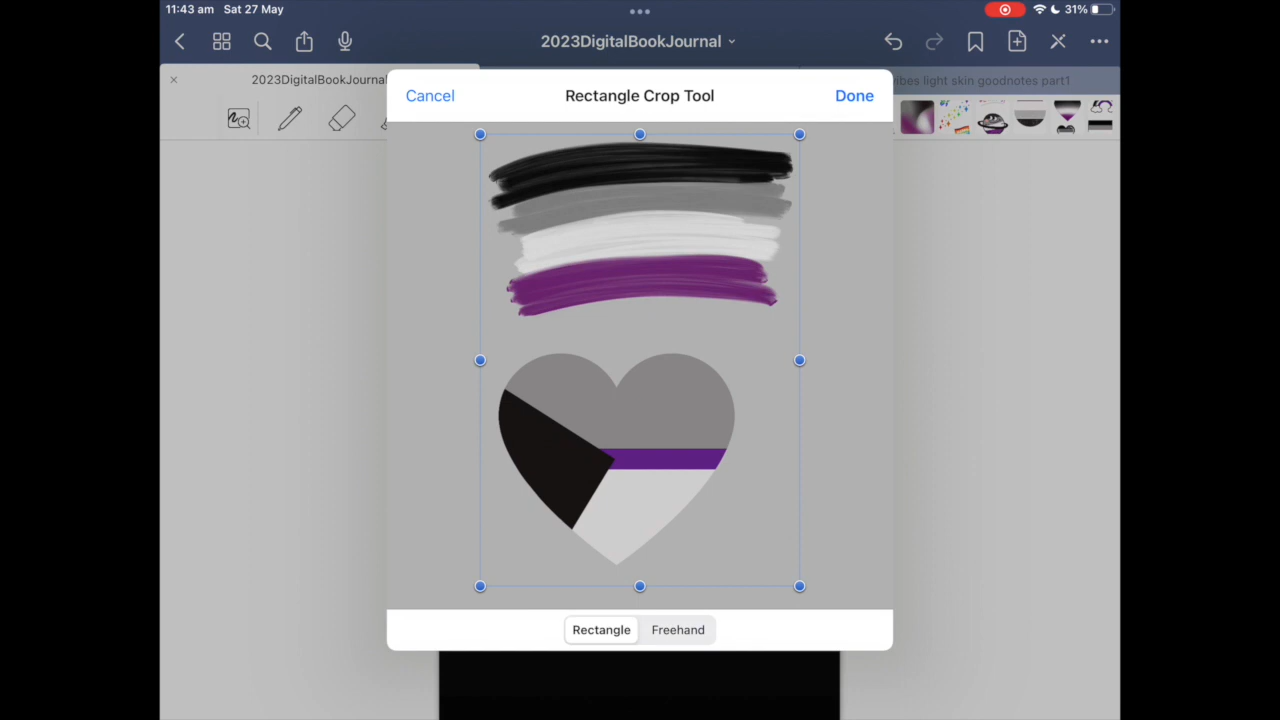 11:43 am Sat 27 May
31%
2023DigitalBookJournal
2023DigitalBookJournal
ibes light skin goodnotes part1
Cancel
Rectangle Crop Tool
Done
Rectangle
Freehand